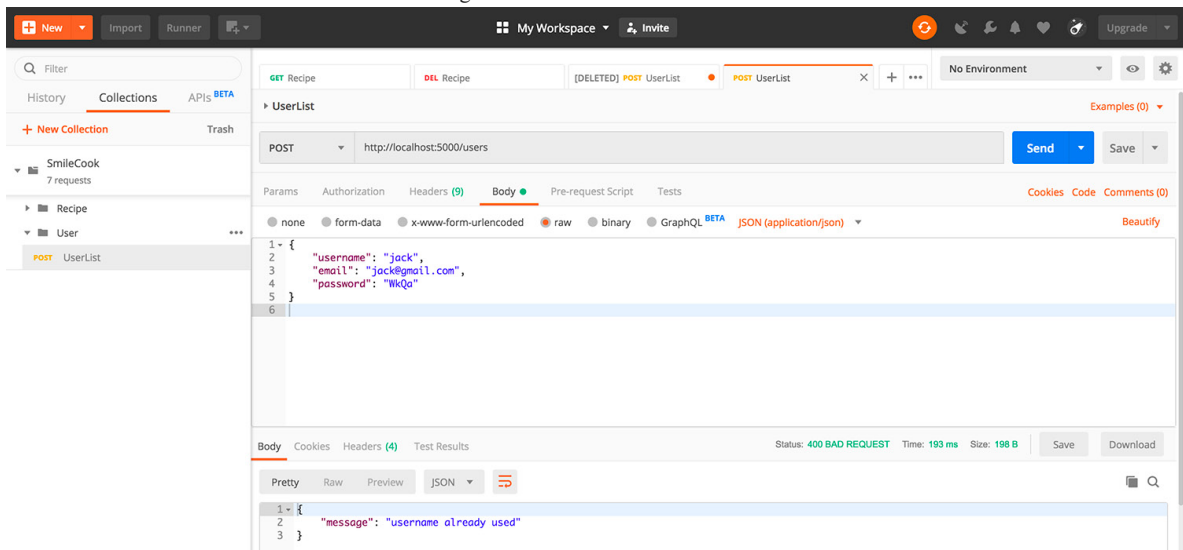 New Import Runner My Workspace Invite Upgrade
Filter
History Collections APIs BETA
+ New Collection Trash
SmileCook
7 requests
Recipe
User
POST UserList
GET Recipe DEL Recipe [DELETED] POST UserList POST UserList No Environment
UserList Examples (0)
POST http://localhost:5000/users Send Save
Params Authorization Headers (9) Body Pre-request Script Tests Cookies Code Comments (0)
none form-data x-www-form-urlencoded raw binary GraphQL BETA JSON (application/json) Beautify
1 {
2 "username": "jack",
3 "email": "jack@gmail.com",
4 "password": "WkQa"
5 }
6
Body Cookies Headers (4) Test Results Status: 400 BAD REQUEST Time: 193 ms Size: 198 B Save Download
Pretty Raw Preview JSON
1 {
2 "message": "username already used"
3 }